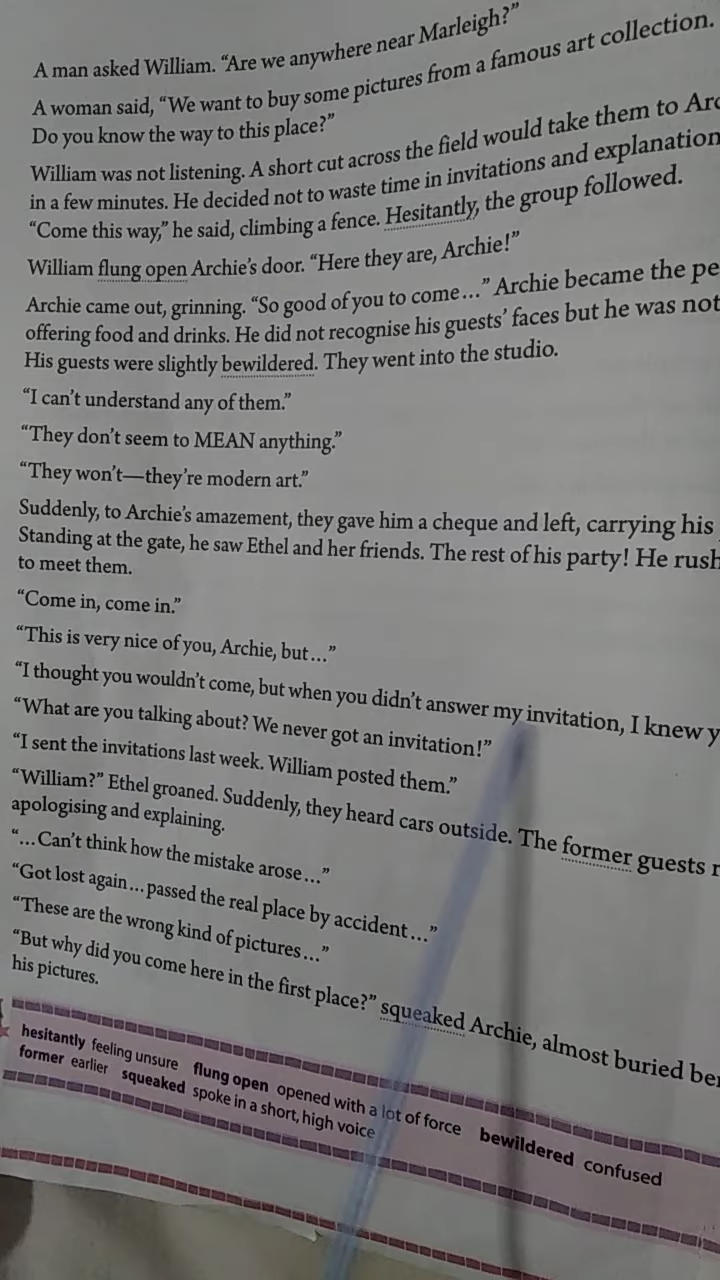 A man asked William. “Are we anywhere near Marleigh?”
A woman said, “We want to buy some pictures from a famous art collection.
Do you know the way to this place?”
William was not listening. A short cut across the field would take them to
in a few minutes. He decided not to waste time in invitations and
“Come this way,” he said, climbing a fence. Hesitantly, the group followed.
William flung open Archie’s door. “Here they are, Archie!”
Archie came out, grinning. “So good of you to come…” Archie became the
offering food and drinks. He did not recognise his guests’ faces but he was not
His guests were slightly bewildered. They went into the studio.
“I can’t understand any of them.”
“They don’t seem to MEAN anything.”
“They won’t—they’re modern art.”
Suddenly, to Archie’s amazement, they gave him a cheque and left, carrying his
Standing at the gate, he saw Ethel and her friends. The rest of his party! He
to meet them.
“Come in, come in.”
“This is very nice of you, Archie, but…”
“I thought you wouldn’t come, but when you didn’t answer my invitation, I knew
“What are you talking about? We never got an invitation!”
“I sent the invitations last week. William posted them.”
“William?” Ethel groaned. Suddenly, they heard cars outside. The former guests
apologising and explaining.
“…Can’t think how the mistake arose…”
“Got lost again…passed the real place by accident…”
“These are the wrong kind of pictures…”
“But why did you come here in the first place?” squeaked Archie, almost buried
his pictures.
hesitantly feeling unsure flung open opened with a lot of force bewildered confused
former earlier squeaked spoke in a short, high voice